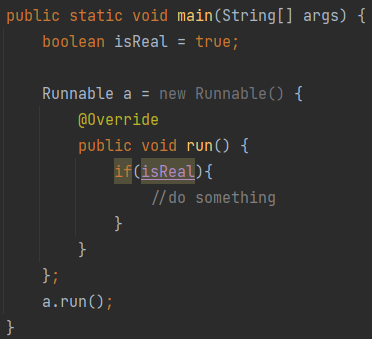 public static void main(String[] args) {
    boolean isReal = true;

    Runnable a = new Runnable() {
        @Override
        public void run() {
            if(isReal){
                //do something
            }
        }
    };
    a.run();
}